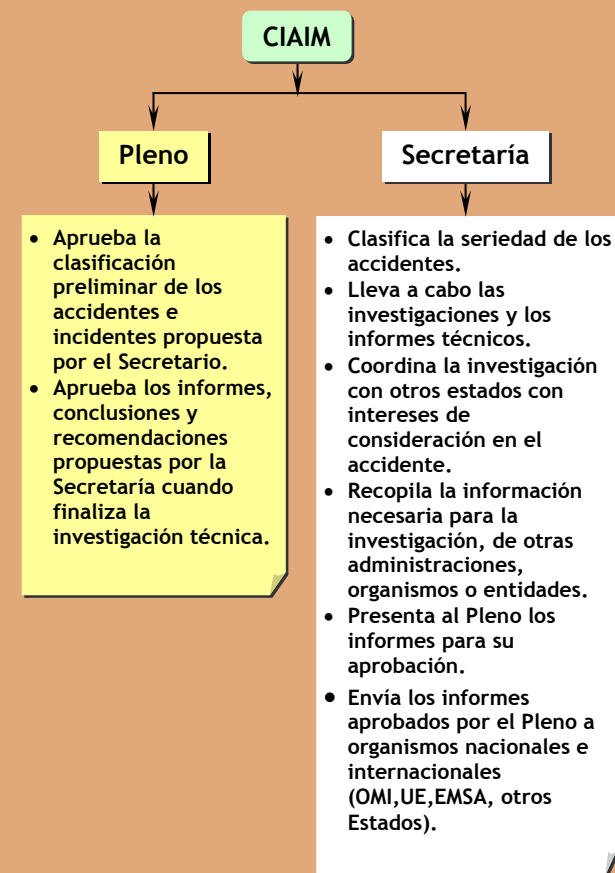 CIAIM
Pleno
Secretaría
• Aprueba la
clasificación
preliminar de los
accidentes e
incidentes propuesta
por el Secretario.
• Aprueba los informes,
conclusiones y
recomendaciones
propuestas por la
Secretaría cuando
finaliza la
investigación técnica.
• Clasifica la seriedad de los
accidentes.
• Lleva a cabo las
investigaciones y los
informes técnicos.
• Coordina la investigación
con otros estados con
intereses de
consideración en el
accidente.
• Recopila la información
necesaria para la
investigación, de otras
administraciones,
organismos o entidades.
• Presenta al Pleno los
informes para su
aprobación.
• Envía los informes
aprobados por el Pleno a
organismos nacionales e
internacionales
(OMI,UE,EMSA, otros
Estados).